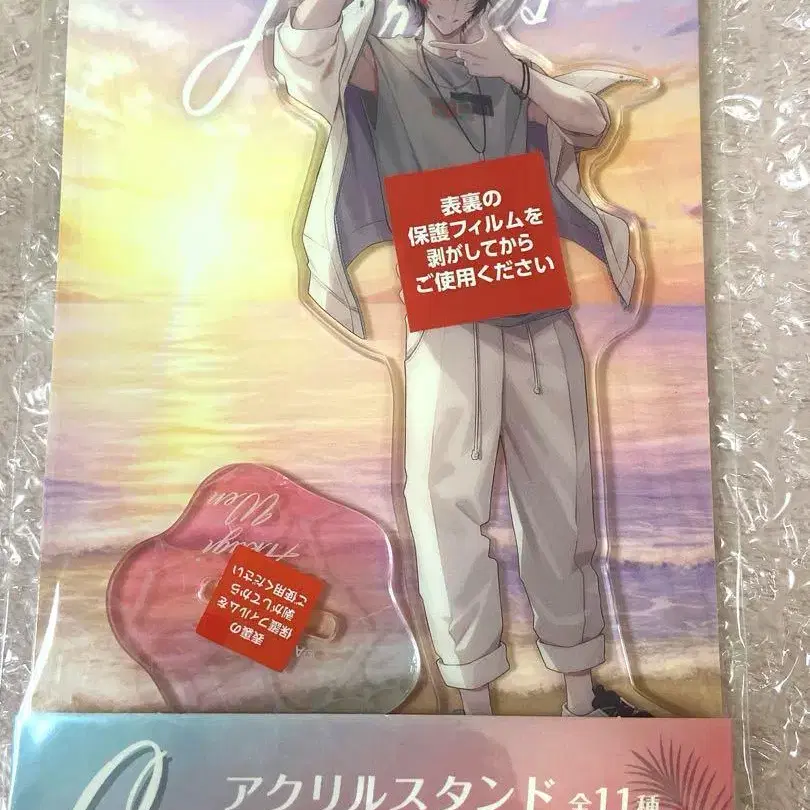 表裏の
保護フィルムを
剥がしてから
ご使用ください
Wen
表裏の
保護フィルムを
剥がしてから
ご使用ください
アクリルスタンド 全11種